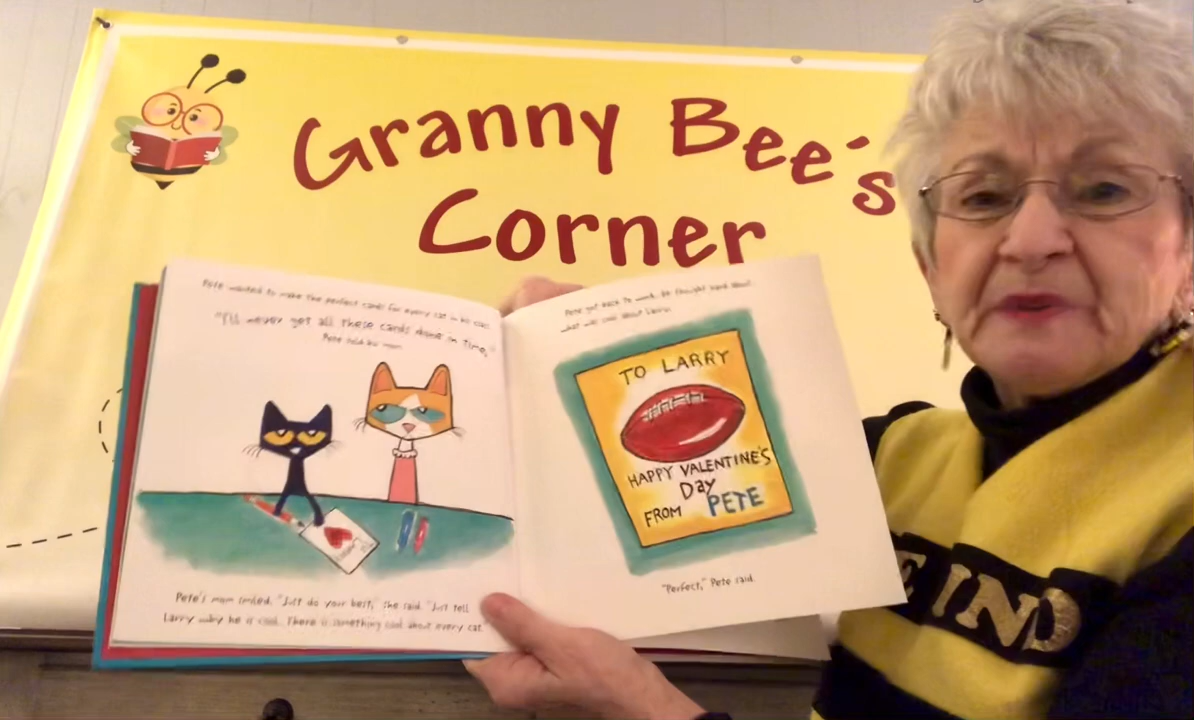 Granny Bee's
Corner
Pete wanted to make the perfect cards for every cat in his class.
"I'll never get all these cards done in time,"
Pete told his mom.
Pete's mom smiled. "Just do your best," she said. "Just tell
Larry why he is cool. There is something cool about every cat.
Pete got back to work. He thought hard about
what was cool about Larry.
TO LARRY
HAPPY VALENTINE'S
Day
FROM PETE
"Perfect," Pete said.
E IND